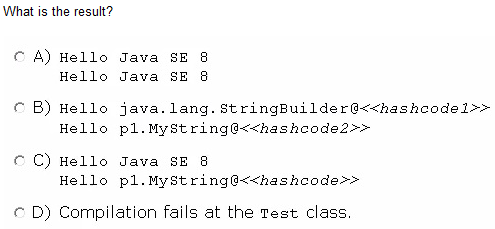 What is the result?
A) Hello Java SE 8
Hello Java SE 8
B) Hello java.lang.StringBuilder@<<hashcode1>>
Hello p1.MyString@<<hashcode2>>
C) Hello Java SE 8
Hello p1.MyString@<<hashcode>>
D) Compilation fails at the Test class.